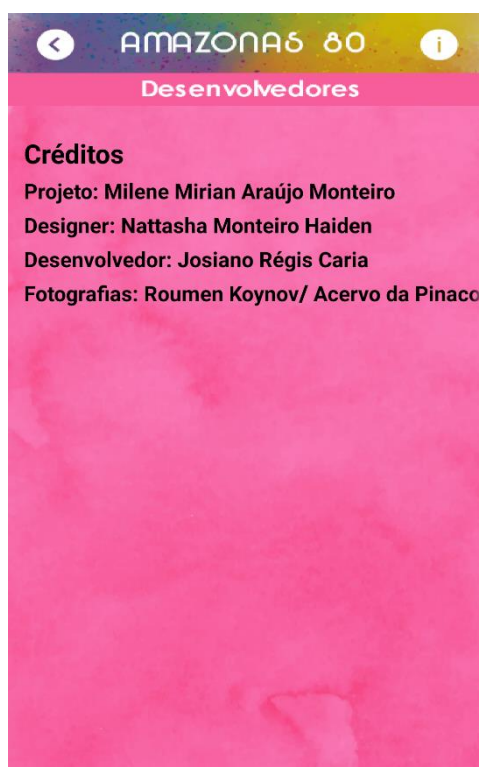 AMAZONAS 80
i
Desenvolvedores
Créditos
Projeto: Milene Mirian Araújo Monteiro
Designer: Nattasha Monteiro Haiden
Desenvolvedor: Josiano Régis Caria
Fotografias: Roumen Koynov/ Acervo da Pinaco